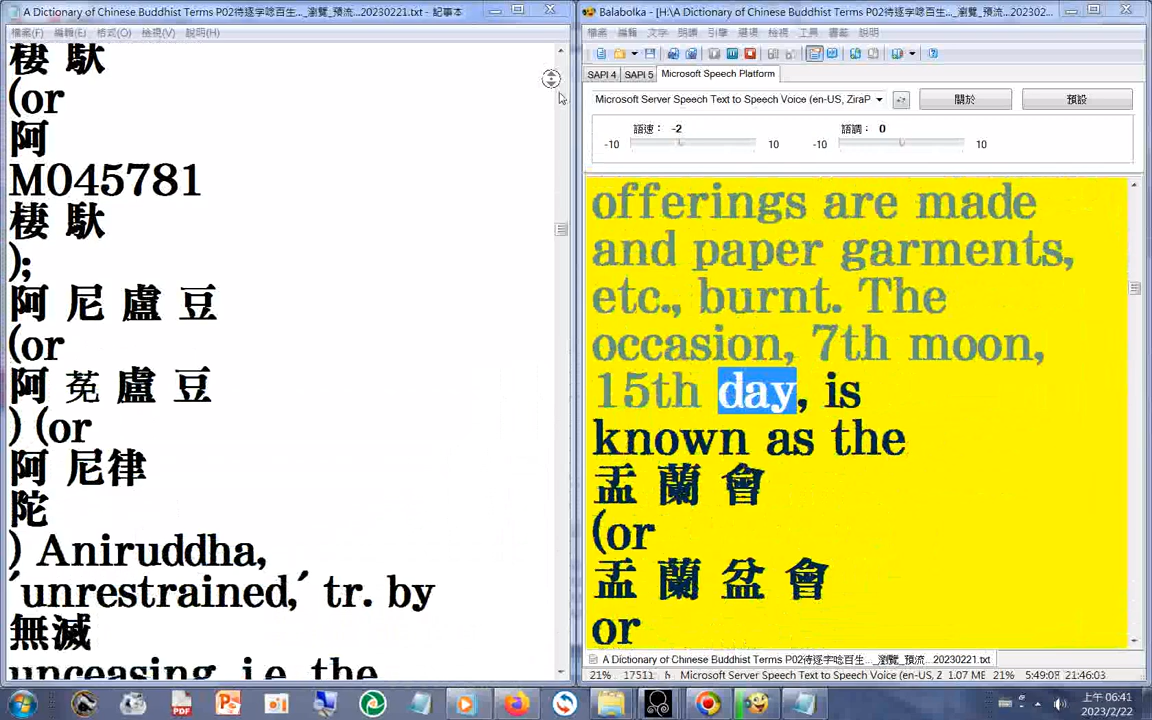 A Dictionary of Chinese Buddhist Terms P02待逐字唸百生..._瀏覽_預流...20230221.txt - 記事本
檔案(F) 編輯(E) 格式(O) 檢視(V) 說明(H)
棲 馱
(or
阿
M045781
棲 馱
);
阿 尼 盧 豆
(or
阿 莬 盧 豆
) (or
阿 尼律
陀
) Aniruddha,
'unrestrained,' tr. by
無滅
unceasing, i.e. the
Balabolka - [H:\A Dictionary of Chinese Buddhist Terms P02待逐字唸百生..._瀏覽_預流...202302...
檔案 編輯 文字 朗讀 引擎 選項 檢視 工具 書籤 說明
SAPI 4 SAPI 5 Microsoft Speech Platform
Microsoft Server Speech Text to Speech Voice (en-US, ZiraP
關於 預設
語速： -2 語調： 0
-10 10 -10 10
offerings are made
and paper garments,
etc., burnt. The
occasion, 7th moon,
15th day, is
known as the
盂 蘭 會
(or
盂 蘭 盆 會
or
A Dictionary of Chinese Buddhist Terms P02待逐字唸百生..._瀏覽_預流...20230221.txt
21% 17511 Microsoft Server Speech Text to Speech Voice (en-US, Z 1.07 ME 21% 5:49:0 21:46:03
上午 06:41
2023/2/22